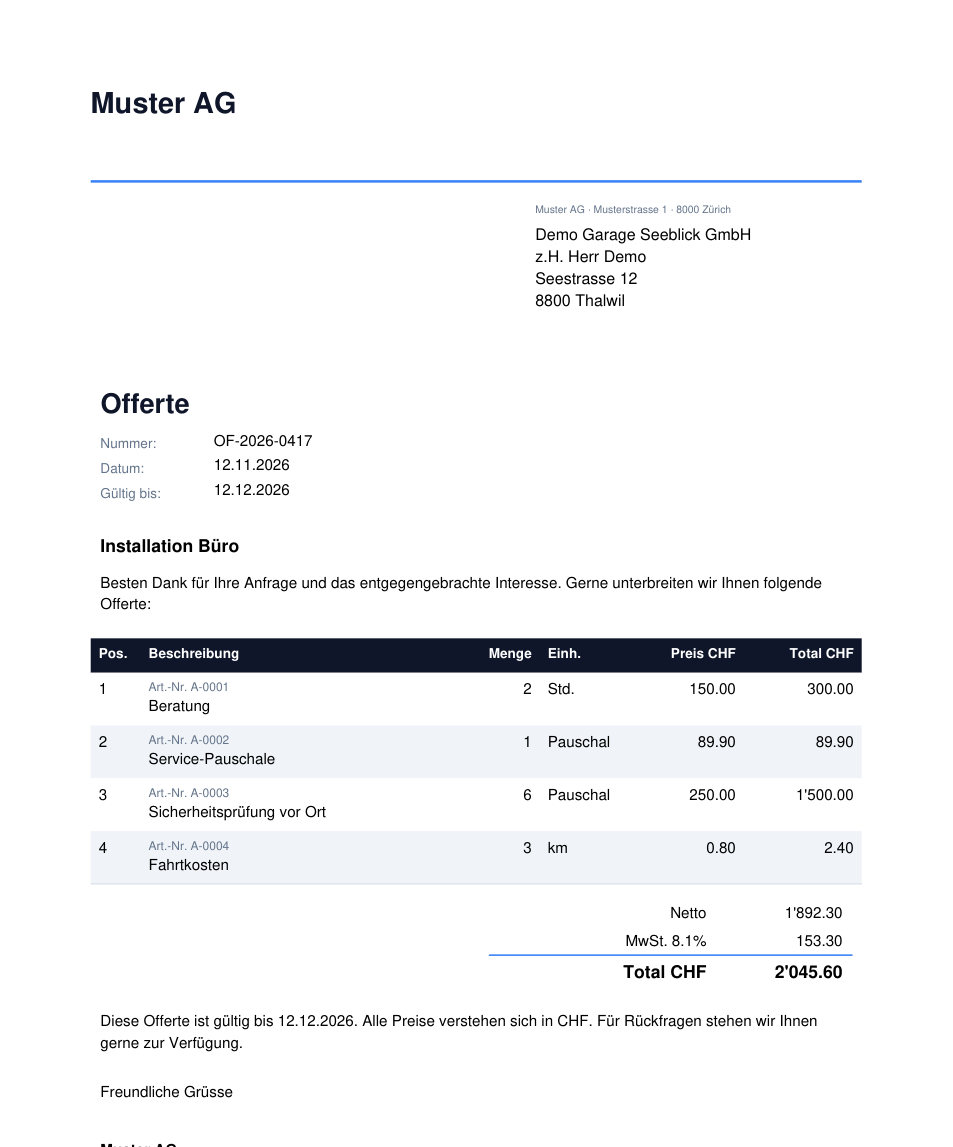 Muster AG
Muster AG · Musterstrasse 1 · 8000 Zürich
Demo Garage Seeblick GmbH
z.H. Herr Demo
Seestrasse 12
8800 Thalwil
Offerte
Nummer: OF-2026-0417
Datum: 12.11.2026
Gültig bis: 12.12.2026
Installation Büro
Besten Dank für Ihre Anfrage und das entgegengebrachte Interesse. Gerne unterbreiten wir Ihnen folgende
Offerte:
Pos. Beschreibung Menge Einh. Preis CHF Total CHF
1 Art.-Nr. A-0001 2 Std. 150.00 300.00
Beratung
2 Art.-Nr. A-0002 1 Pauschal 89.90 89.90
Service-Pauschale
3 Art.-Nr. A-0003 6 Pauschal 250.00 1'500.00
Sicherheitsprüfung vor Ort
4 Art.-Nr. A-0004 3 km 0.80 2.40
Fahrtkosten
Netto 1'892.30
MwSt. 8.1% 153.30
Total CHF 2'045.60
Diese Offerte ist gültig bis 12.12.2026. Alle Preise verstehen sich in CHF. Für Rückfragen stehen wir Ihnen
gerne zur Verfügung.
Freundliche Grüsse
Muster AG